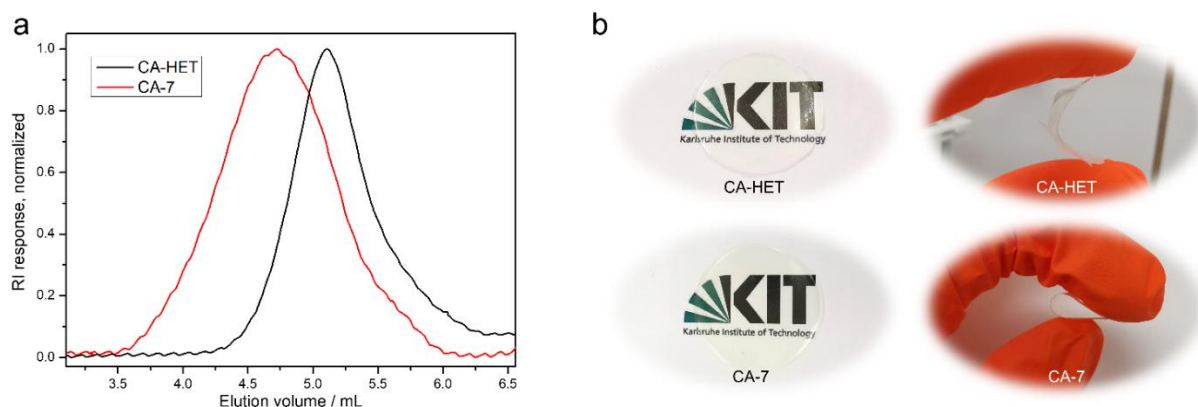 a
CA-HET
CA-7
RI response, normalized
1.0
0.8
0.6
0.4
0.2
0.0
3.5 4.0 4.5 5.0 5.5 6.0 6.5
Elution volume / mL
b
KIT
Karlsruhe Institute of Technology
CA-HET
CA-HET
KIT
Karlsruhe Institute of Technology
CA-7
CA-7